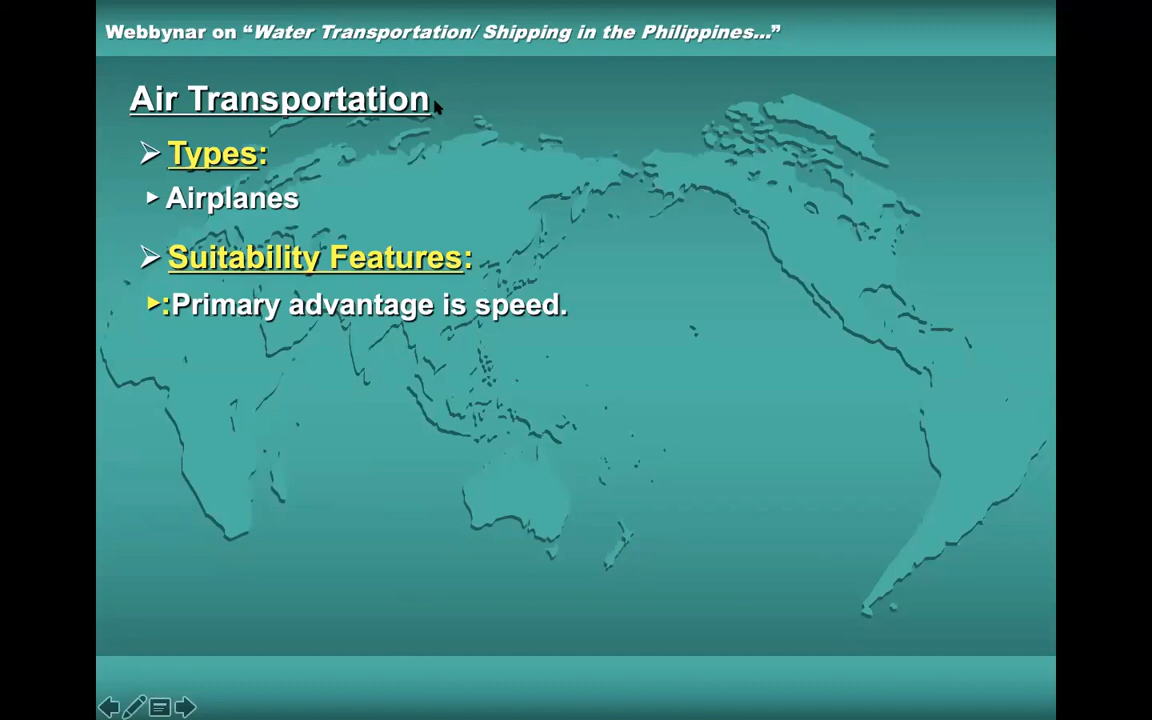 Webbynar on “Water Transportation/ Shipping in the Philippines...”
Air Transportation
Types:
Airplanes
Suitability Features:
:Primary advantage is speed.